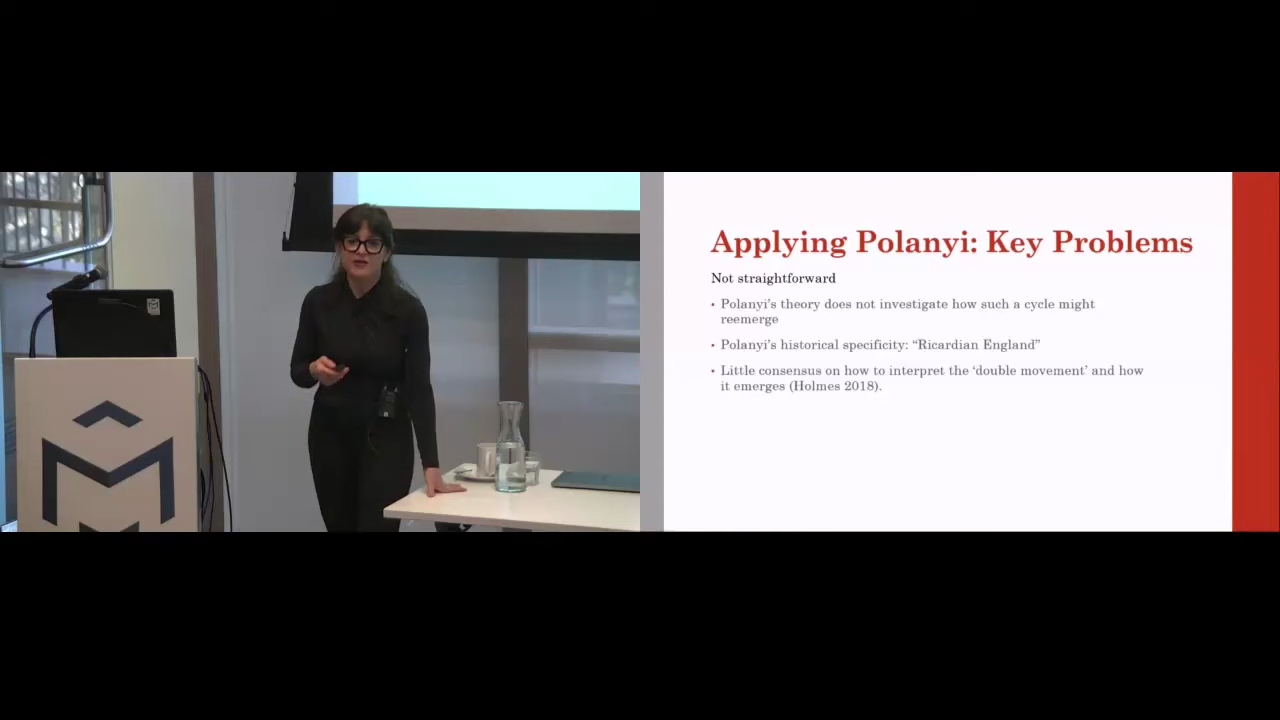 Applying Polanyi: Key Problems
Not straightforward
• Polanyi's theory does not investigate how such a cycle might
reemerge
• Polanyi's historical specificity: “Ricardian England”
• Little consensus on how to interpret the ‘double movement’ and how
it emerges (Holmes 2018).